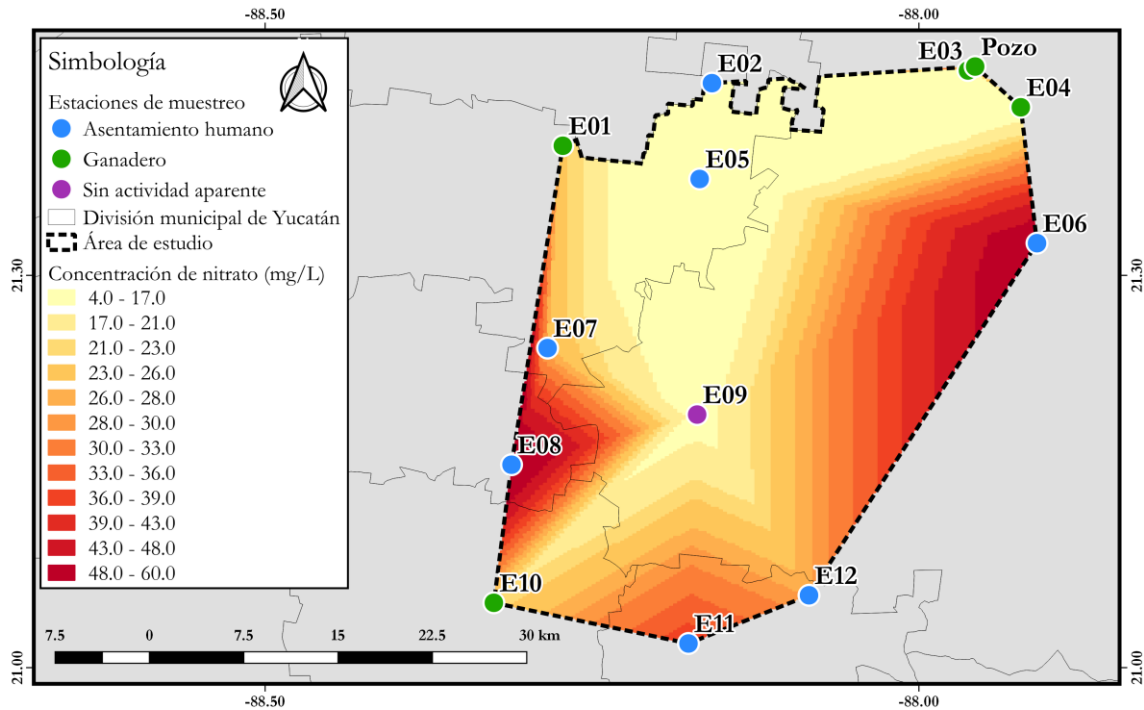 -88.50
-88.00
Simbología
Estaciones de muestreo
Asentamiento humano
Ganadero
Sin actividad aparente
División municipal de Yucatán
Área de estudio
Concentración de nitrato (mg/L)
4.0 - 17.0
17.0 - 21.0
21.0 - 23.0
23.0 - 26.0
26.0 - 28.0
28.0 - 30.0
30.0 - 33.0
33.0 - 36.0
36.0 - 39.0
39.0 - 43.0
43.0 - 48.0
48.0 - 60.0
E02
E03
Pozo
E04
E01
E05
E06
21.30
21.30
E07
E09
E08
E10
E12
E11
7.5
0
7.5
15
22.5
30 km
21.00
21.00
-88.50
-88.00